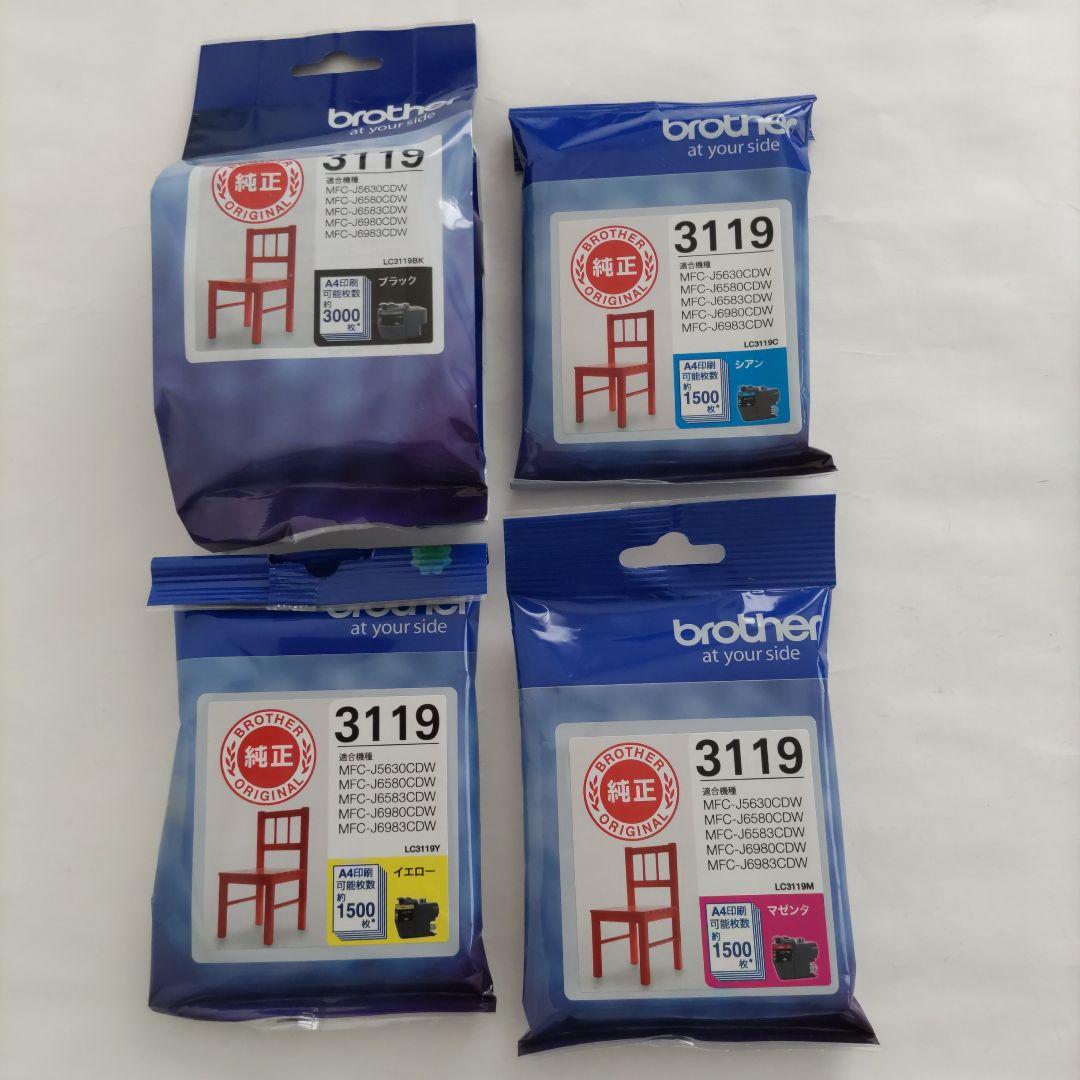 brother
at your side
3119
BROTHER
純正
ORIGINAL
適合機種
MFC-J5630CDW
MFC-J6580CDW
MFC-J6583CDW
MFC-J6980CDW
MFC-J6983CDW
LC3119BK
ブラック
A4印刷
可能枚数
約
3000
枚*
brother
at your side
3119
BROTHER
純正
ORIGINAL
適合機種
MFC-J5630CDW
MFC-J6580CDW
MFC-J6583CDW
MFC-J6980CDW
MFC-J6983CDW
LC3119C
シアン
A4印刷
可能枚数
約
1500
枚*
brother
at your side
3119
BROTHER
純正
ORIGINAL
適合機種
MFC-J5630CDW
MFC-J6580CDW
MFC-J6583CDW
MFC-J6980CDW
MFC-J6983CDW
LC3119Y
イエロー
A4印刷
可能枚数
約
1500
枚*
brother
at your side
3119
BROTHER
純正
ORIGINAL
適合機種
MFC-J5630CDW
MFC-J6580CDW
MFC-J6583CDW
MFC-J6980CDW
MFC-J6983CDW
LC3119M
マゼンタ
A4印刷
可能枚数
約
1500
枚*